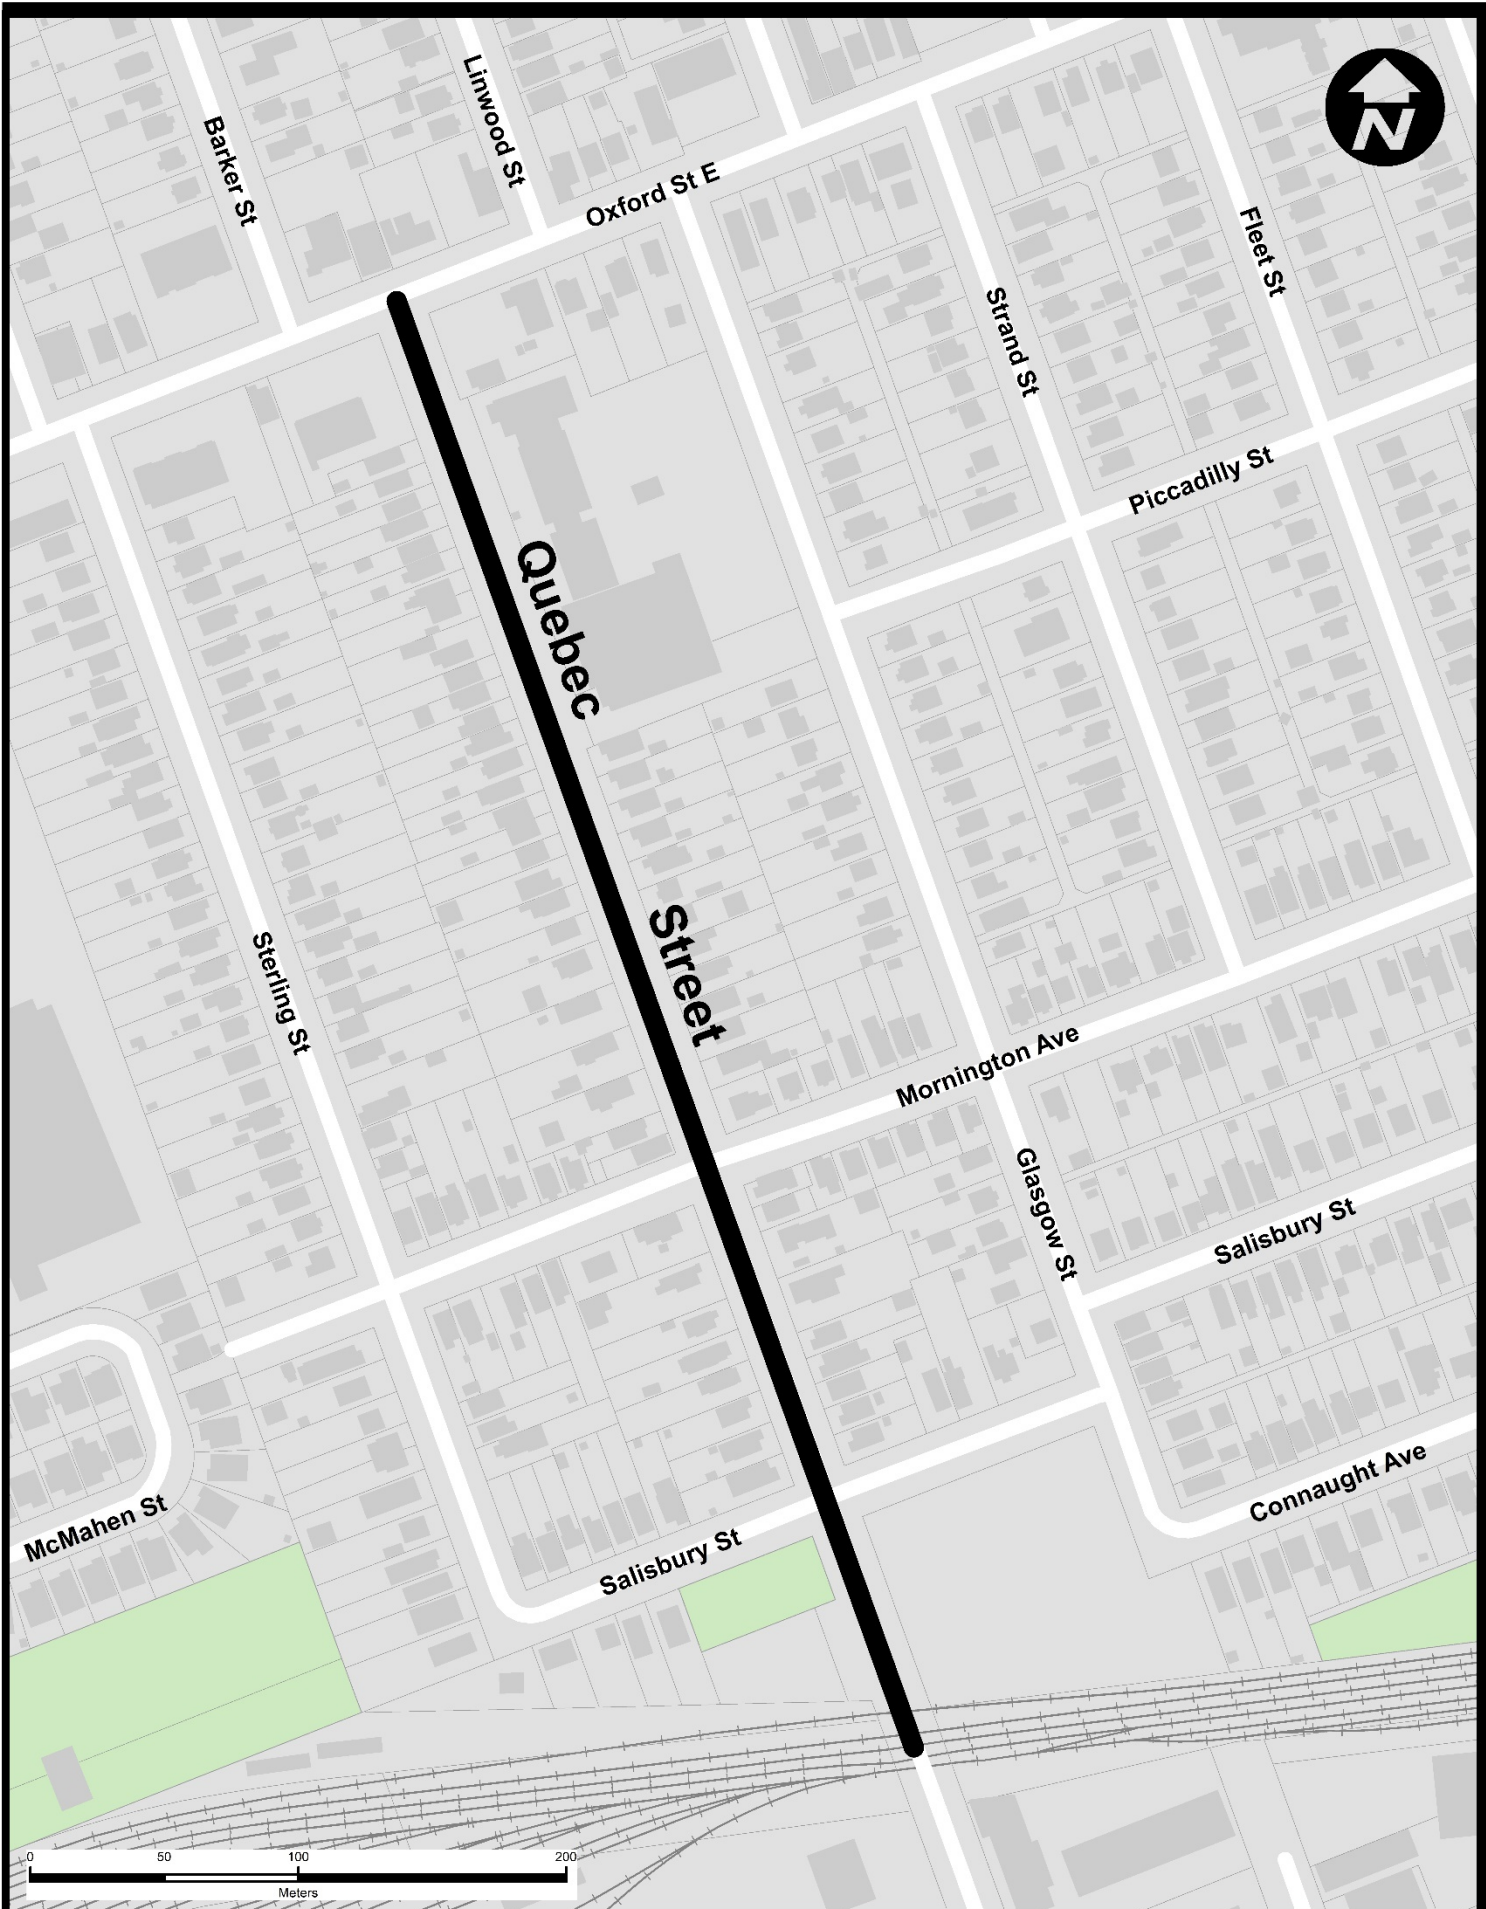 Linwood St
Barker St
N
Oxford St E
Fleet St
Strand St
Piccadilly St
Quebec
Street
Sterling St
Mornington Ave
Glasgow St
Salisbury St
Connaught Ave
McMahen St
Salisbury St
0 50 100 200
Meters